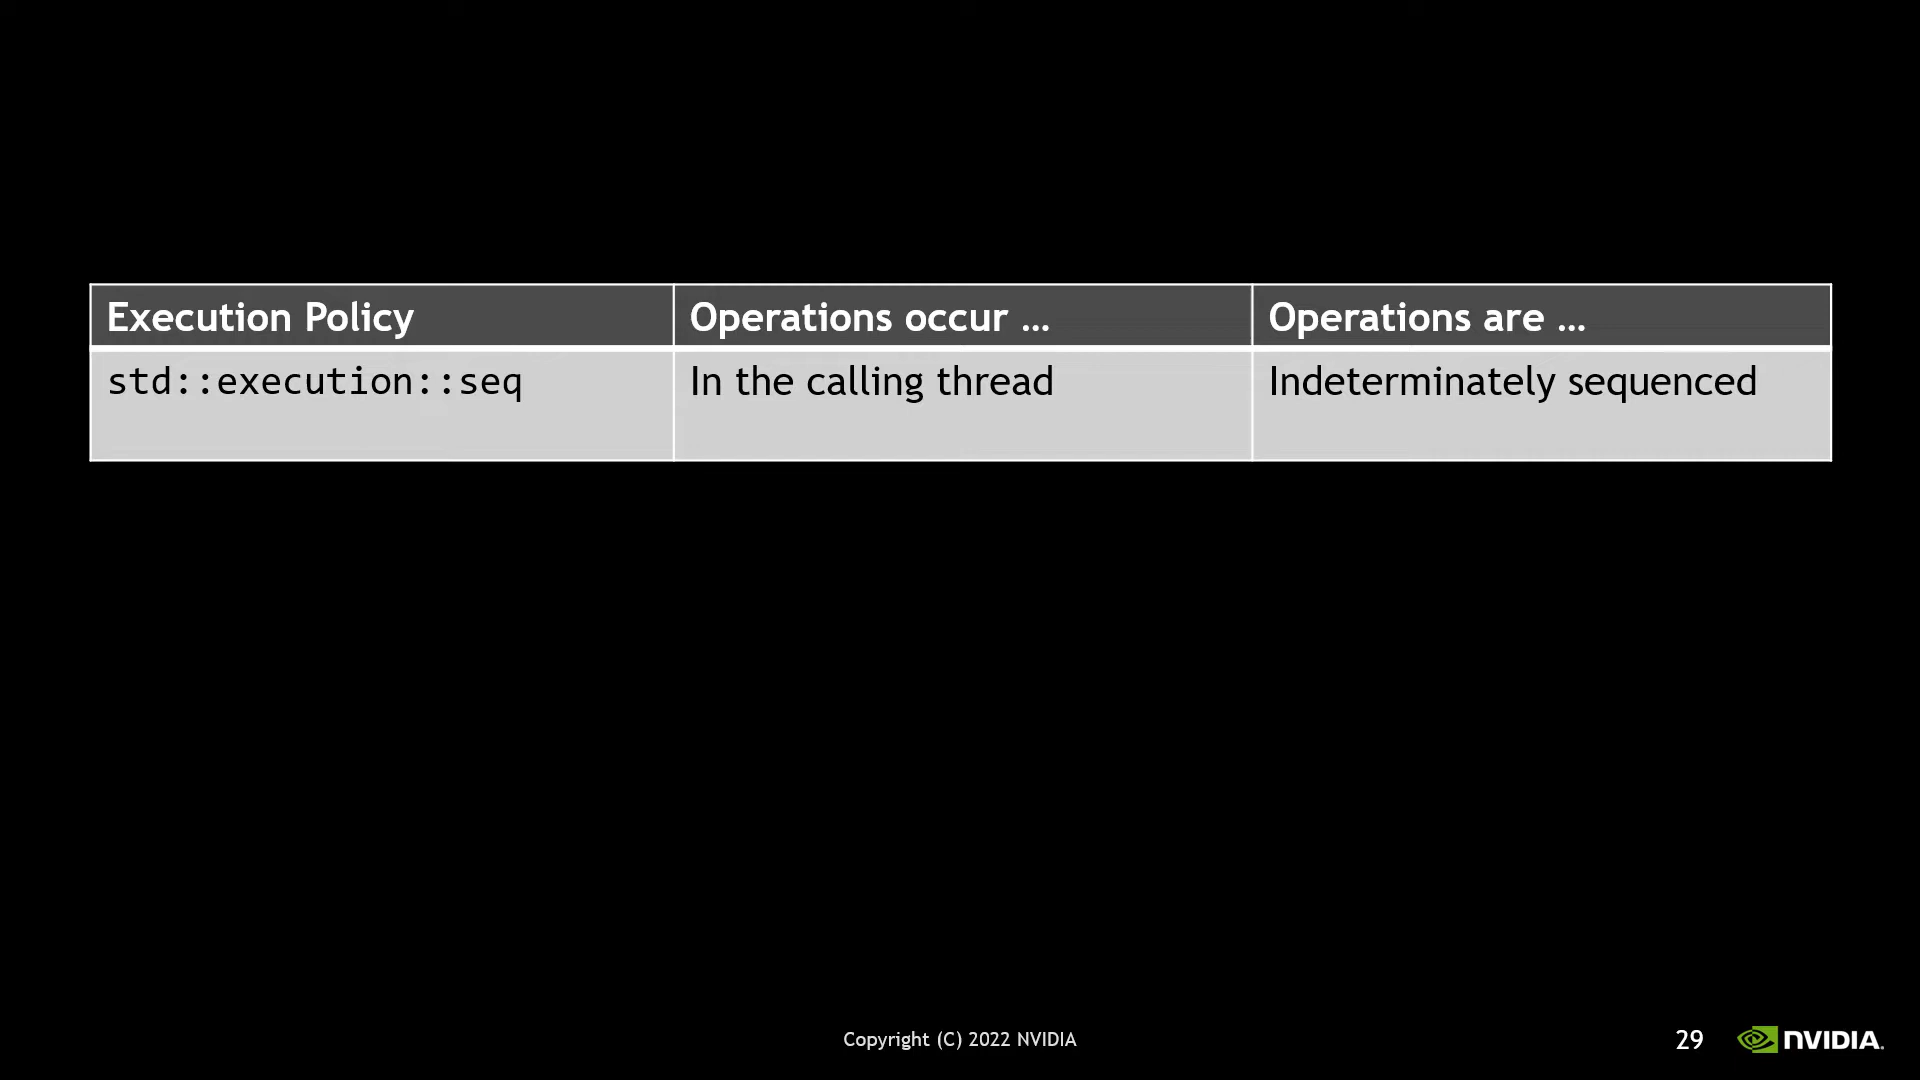 Execution Policy
Operations occur …
Operations are …
std::execution::seq
In the calling thread
Indeterminately sequenced
Copyright (C) 2022 NVIDIA
29
NVIDIA.